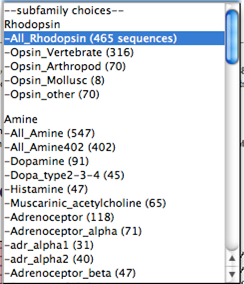 --subfamily choices--
Rhodopsin
-All_Rhodopsin (465 sequences)
-Opsin_Vertebrate (316)
-Opsin_Arthropod (70)
-Opsin_Mollusc (8)
-Opsin_other (70)
Amine
-All_Amine (547)
-All_Amine402 (402)
-Dopamine (91)
-Dopa_type2-3-4 (45)
-Histamine (47)
-Muscarinic_acetylcholine (65)
-Adrenoceptor (118)
-Adrenoceptor_alpha (71)
-adr_alpha1 (31)
-adr_alpha2 (40)
-Adrenoceptor_beta (47)